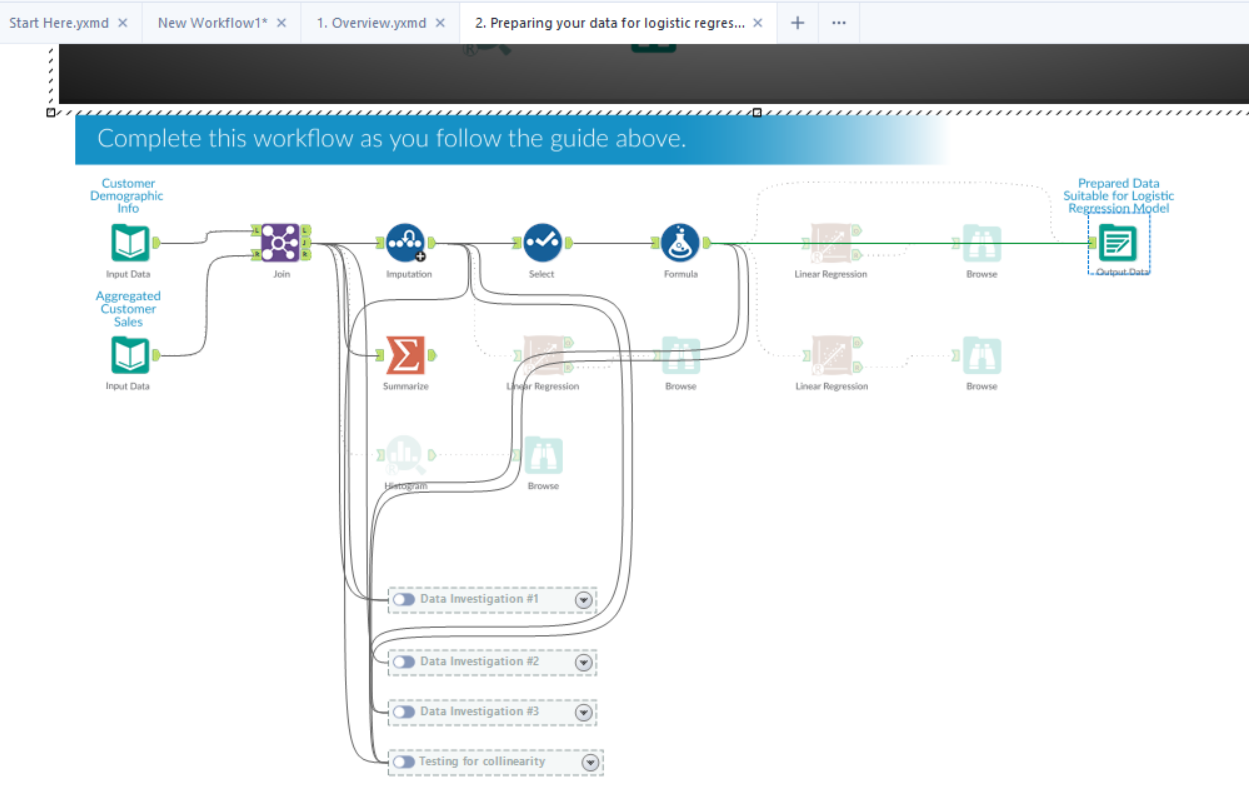 Start Here.yxmd
New Workflow1*
1. Overview.yxmd
2. Preparing your data for logistic regres...
Complete this workflow as you follow the guide above.
Customer
Demographic
Info
Prepared Data
Suitable for Logistic
Regression Model
L
R
L
J
R
Input Data
Join
Imputation
Select
Formula
Linear Regression
Browse
Output Data
Aggregated
Customer
Sales
Input Data
Summarize
Linear Regression
Browse
Linear Regression
Browse
Histogram
Browse
Data Investigation #1
Data Investigation #2
Data Investigation #3
Testing for collinearity